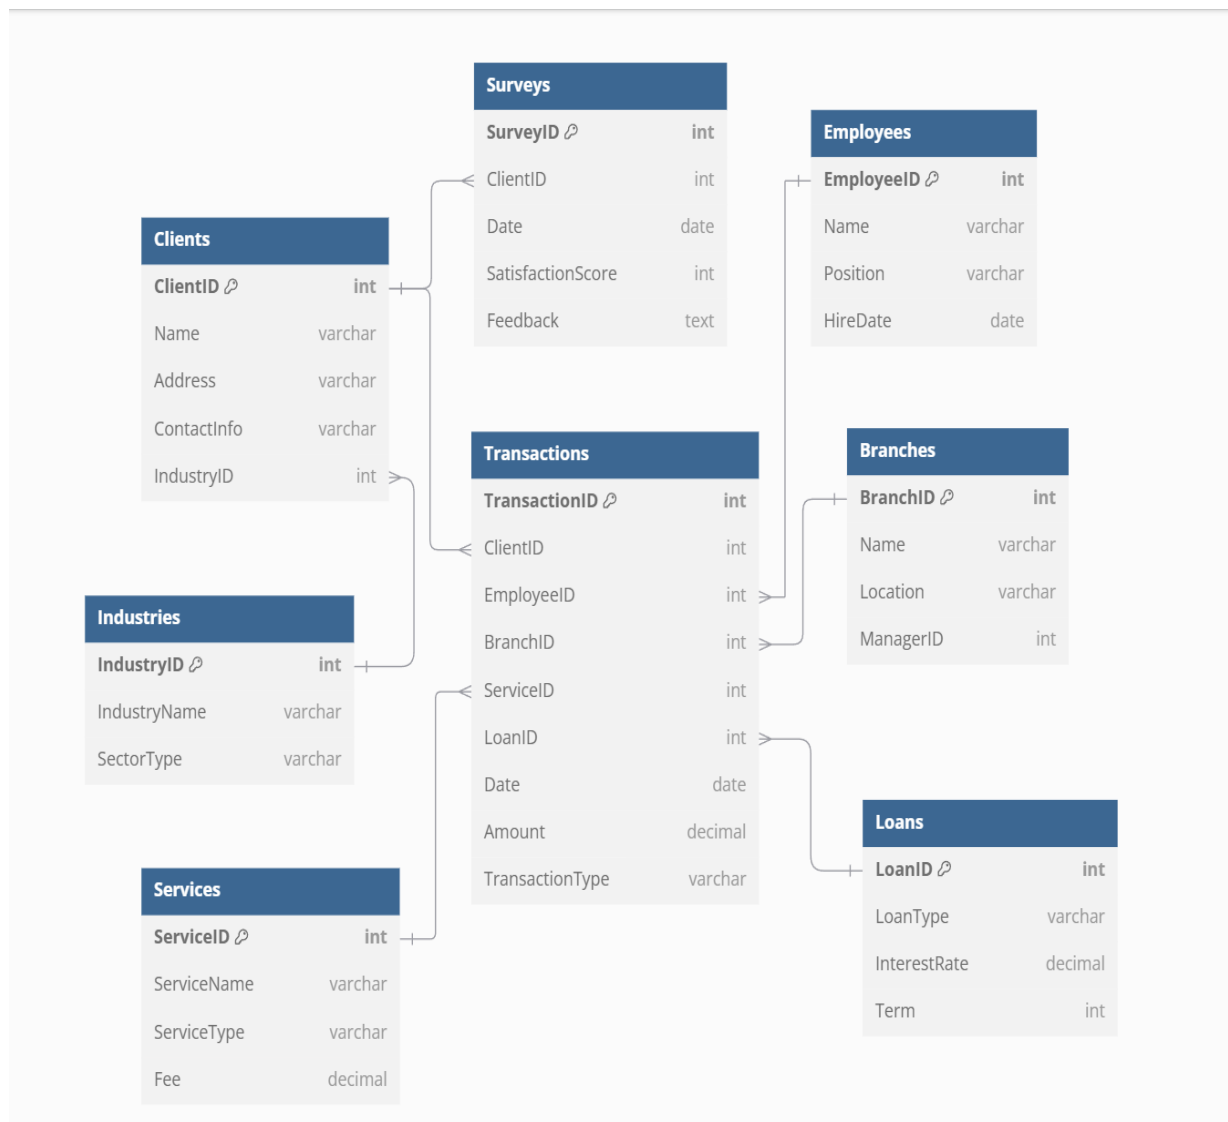 Surveys
SurveyID int
ClientID int
Date date
SatisfactionScore int
Feedback text
Employees
EmployeeID int
Name varchar
Position varchar
HireDate date
Clients
ClientID int
Name varchar
Address varchar
ContactInfo varchar
IndustryID int
Transactions
TransactionID int
ClientID int
EmployeeID int
BranchID int
ServiceID int
LoanID int
Date date
Amount decimal
TransactionType varchar
Branches
BranchID int
Name varchar
Location varchar
ManagerID int
Industries
IndustryID int
IndustryName varchar
SectorType varchar
Loans
LoanID int
LoanType varchar
InterestRate decimal
Term int
Services
ServiceID int
ServiceName varchar
ServiceType varchar
Fee decimal